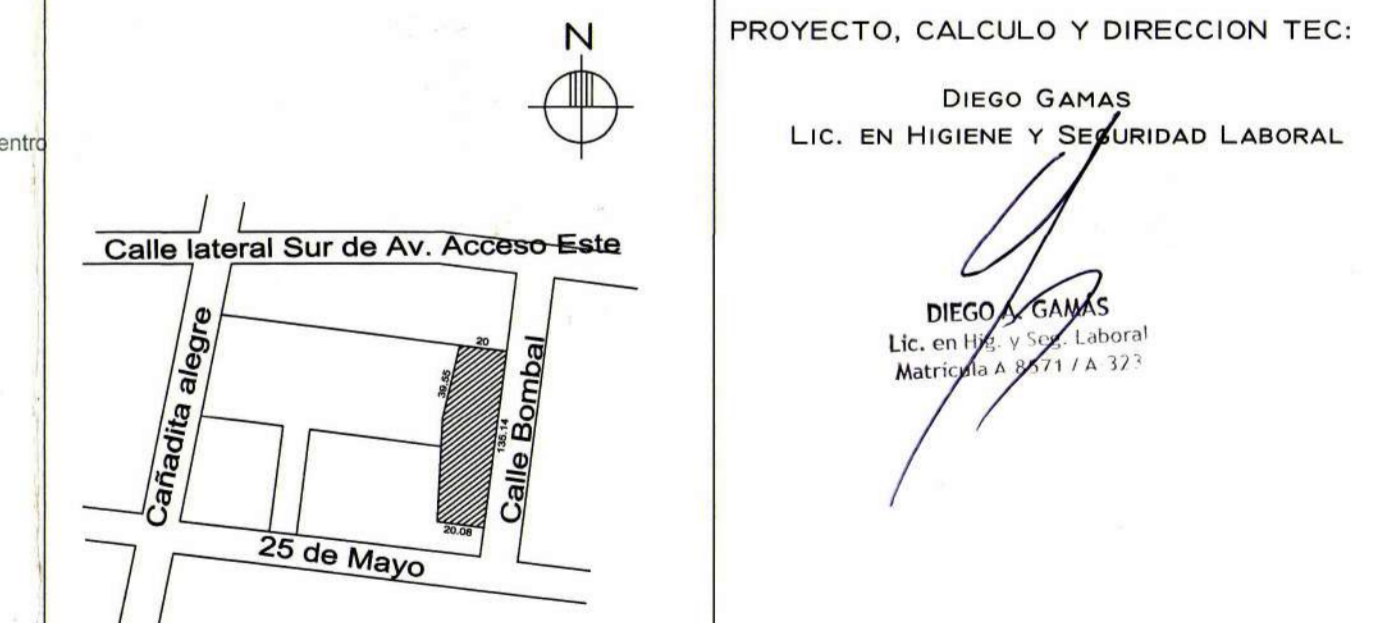 entro
N
Calle lateral Sur de Av. Acceso Este
Cañadita alegre
20
39.55
135.14
Calle Bombal
20.08
25 de Mayo
PROYECTO, CALCULO Y DIRECCION TEC:
DIEGO GAMAS
LIC. EN HIGIENE Y SEGURIDAD LABORAL
DIEGO A. GAMAS
Lic. en Hig. y Seg. Laboral
Matricula A 8571 / A 323